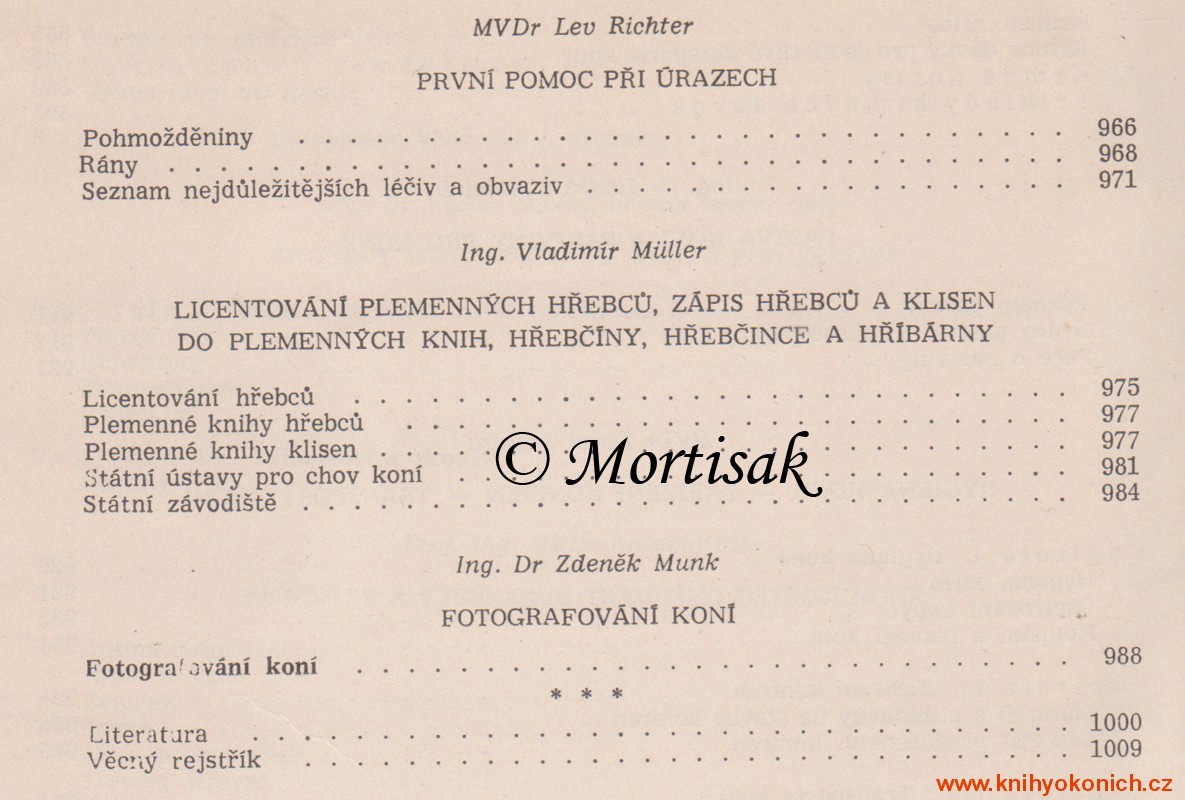 MVDr Lev Richter
PRVNÍ POMOC PŘI ÚRAZECH
Pohmožděniny . . . . . . . . . . . . . . . . . . . . . . 966
Rány . . . . . . . . . . . . . . . . . . . . . . . . . . 968
Seznam nejdůležitějších léčiv a obvaziv . . . . . . . . . . 971
Ing. Vladimír Müller
LICENTOVÁNÍ PLEMENNÝCH HŘEBCŮ, ZÁPIS HŘEBCŮ A KLISEN
DO PLEMENNÝCH KNIH, HŘEBČÍNY, HŘEBČINCE A HŘÍBÁRNY
Licentování hřebců . . . . . . . . . . . . . . . . . . . . 975
Plemenné knihy hřebců . . . . . . . . . . . . . . . . . . 977
Plemenné knihy klisen . . . . . . . . . . . . . . . . . . 977
Státní ústavy pro chov koní . . . . . . . . . . . . . . . . 981
Státní závodiště . . . . . . . . . . . . . . . . . . . . . 984
© Mortisak
Ing. Dr Zdeněk Munk
FOTOGRAFOVÁNÍ KONÍ
Fotografování koní . . . . . . . . . . . . . . . . . . . . 988
* * *
Literatura . . . . . . . . . . . . . . . . . . . . . . . . 1000
Věcný rejstřík . . . . . . . . . . . . . . . . . . . . . . 1009
www.knihyokonich.cz